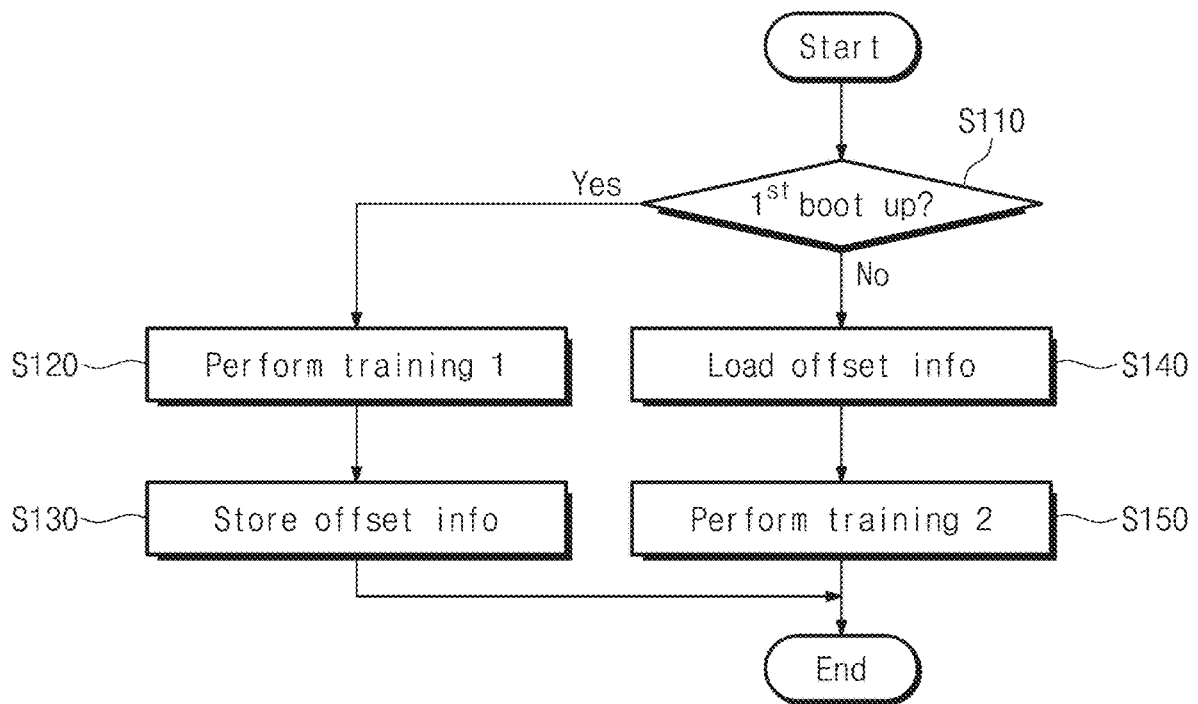 Start
S110
Yes
1st boot up?
No
S120
Perform training 1
Load offset info
S140
S130
Store offset info
Perform training 2
S150
End